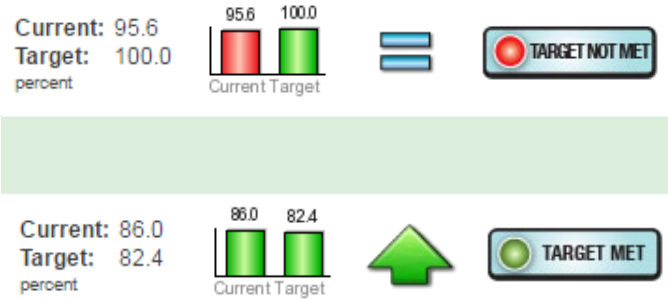 95.6 100.0
Current: 95.6
Target: 100.0
percent
Current Target
TARGET NOT MET
86.0 82.4
Current: 86.0
Target: 82.4
percent
Current Target
TARGET MET